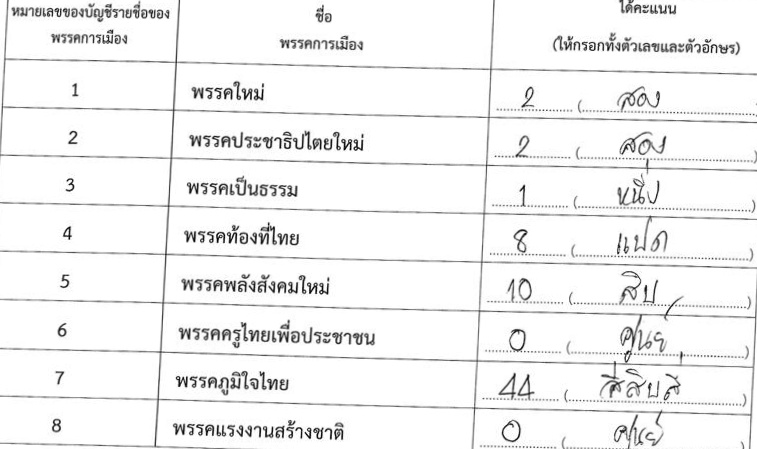 หมายเลขของบัญชีรายชื่อของ
พรรคการเมือง
ชื่อ
พรรคการเมือง
ได้คะแนน
(ให้กรอกทั้งตัวเลขและตัวอักษร)
1 พรรคใหม่ 2 (สอง
2 พรรคประชาธิปไตยใหม่ 2 (สอง)
3 พรรคเป็นธรรม 1 (หนึ่ง)
4 พรรคท้องที่ไทย 8 (แปด)
5 พรรคพลังสังคมใหม่ 10 (สิบ)
6 พรรคครูไทยเพื่อประชาชน 0 (ศูนย์)
7 พรรคภูมิใจไทย 44 (สี่สิบสี่)
8 พรรคแรงงานสร้างชาติ 0 (ศูนย์)